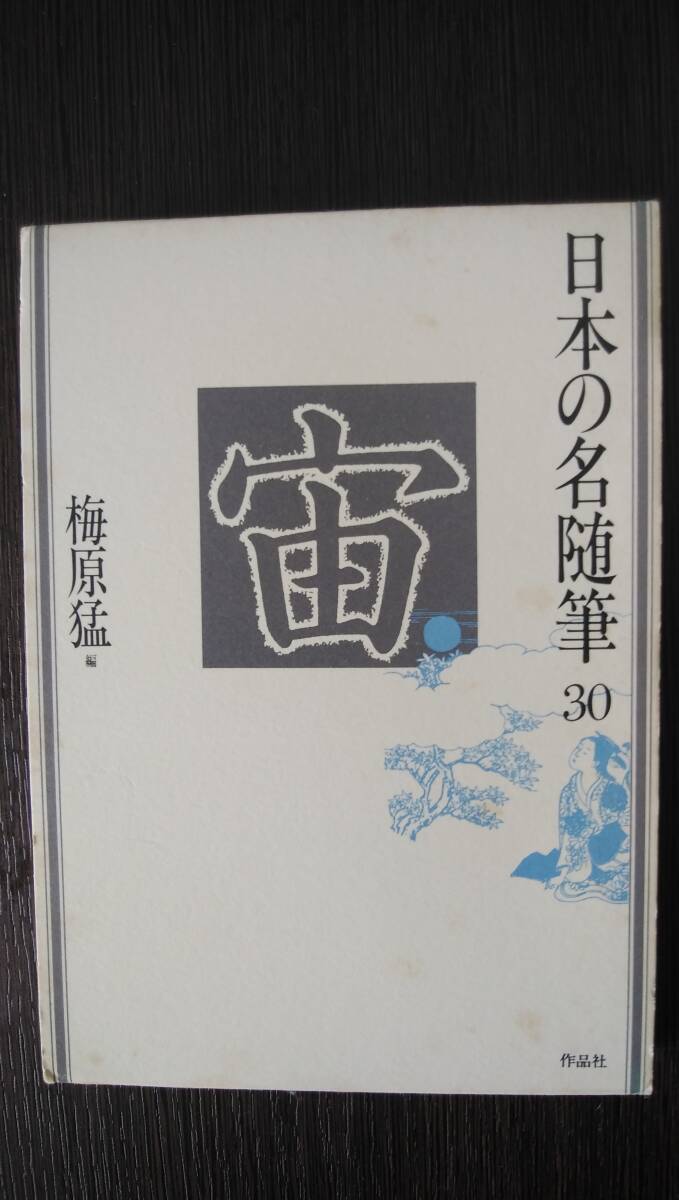 日本の名随筆 30
宙
梅原猛 編
作品社